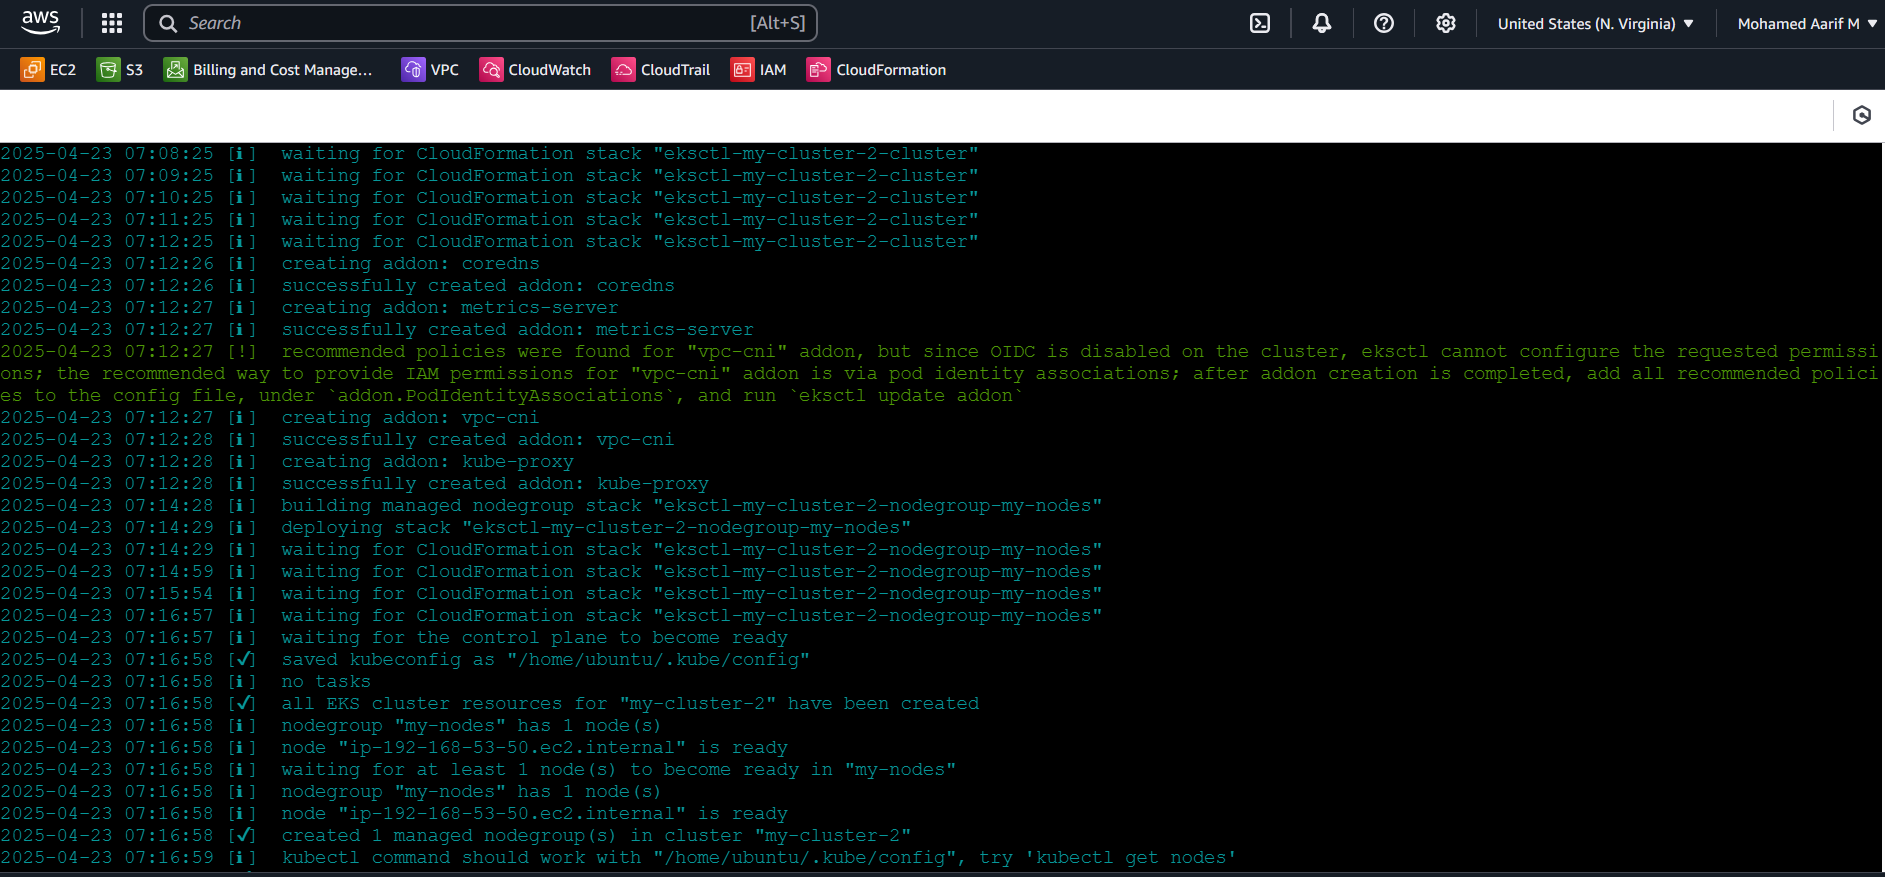 aws
Search [Alt+S]
United States (N. Virginia)
Mohamed Aarif M
EC2 S3 Billing and Cost Manage... VPC CloudWatch CloudTrail IAM CloudFormation
2025-04-23 07:08:25 [ℹ]  waiting for CloudFormation stack "eksctl-my-cluster-2-cluster"
2025-04-23 07:09:25 [ℹ]  waiting for CloudFormation stack "eksctl-my-cluster-2-cluster"
2025-04-23 07:10:25 [ℹ]  waiting for CloudFormation stack "eksctl-my-cluster-2-cluster"
2025-04-23 07:11:25 [ℹ]  waiting for CloudFormation stack "eksctl-my-cluster-2-cluster"
2025-04-23 07:12:25 [ℹ]  waiting for CloudFormation stack "eksctl-my-cluster-2-cluster"
2025-04-23 07:12:26 [ℹ]  creating addon: coredns
2025-04-23 07:12:26 [ℹ]  successfully created addon: coredns
2025-04-23 07:12:27 [ℹ]  creating addon: metrics-server
2025-04-23 07:12:27 [ℹ]  successfully created addon: metrics-server
2025-04-23 07:12:27 [!]  recommended policies were found for "vpc-cni" addon, but since OIDC is disabled on the cluster, eksctl cannot configure the requested permissi
ons; the recommended way to provide IAM permissions for "vpc-cni" addon is via pod identity associations; after addon creation is completed, add all recommended polici
es to the config file, under `addon.PodIdentityAssociations`, and run `eksctl update addon`
2025-04-23 07:12:27 [ℹ]  creating addon: vpc-cni
2025-04-23 07:12:28 [ℹ]  successfully created addon: vpc-cni
2025-04-23 07:12:28 [ℹ]  creating addon: kube-proxy
2025-04-23 07:12:28 [ℹ]  successfully created addon: kube-proxy
2025-04-23 07:14:28 [ℹ]  building managed nodegroup stack "eksctl-my-cluster-2-nodegroup-my-nodes"
2025-04-23 07:14:29 [ℹ]  deploying stack "eksctl-my-cluster-2-nodegroup-my-nodes"
2025-04-23 07:14:29 [ℹ]  waiting for CloudFormation stack "eksctl-my-cluster-2-nodegroup-my-nodes"
2025-04-23 07:14:59 [ℹ]  waiting for CloudFormation stack "eksctl-my-cluster-2-nodegroup-my-nodes"
2025-04-23 07:15:54 [ℹ]  waiting for CloudFormation stack "eksctl-my-cluster-2-nodegroup-my-nodes"
2025-04-23 07:16:57 [ℹ]  waiting for CloudFormation stack "eksctl-my-cluster-2-nodegroup-my-nodes"
2025-04-23 07:16:57 [ℹ]  waiting for the control plane to become ready
2025-04-23 07:16:58 [✔]  saved kubeconfig as "/home/ubuntu/.kube/config"
2025-04-23 07:16:58 [ℹ]  no tasks
2025-04-23 07:16:58 [✔]  all EKS cluster resources for "my-cluster-2" have been created
2025-04-23 07:16:58 [ℹ]  nodegroup "my-nodes" has 1 node(s)
2025-04-23 07:16:58 [ℹ]  node "ip-192-168-53-50.ec2.internal" is ready
2025-04-23 07:16:58 [ℹ]  waiting for at least 1 node(s) to become ready in "my-nodes"
2025-04-23 07:16:58 [ℹ]  nodegroup "my-nodes" has 1 node(s)
2025-04-23 07:16:58 [ℹ]  node "ip-192-168-53-50.ec2.internal" is ready
2025-04-23 07:16:58 [✔]  created 1 managed nodegroup(s) in cluster "my-cluster-2"
2025-04-23 07:16:59 [ℹ]  kubectl command should work with "/home/ubuntu/.kube/config", try 'kubectl get nodes'